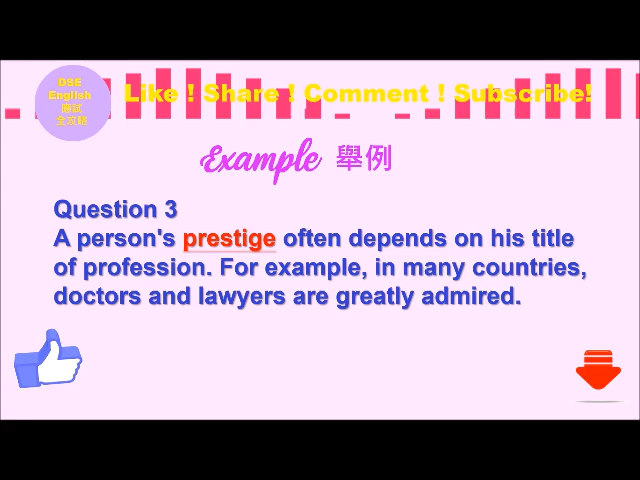 DSE
English
應試
全攻略
Like ! Share ! Comment ! Subscribe!
Example 舉例
Question 3
A person's prestige often depends on his title
of profession. For example, in many countries,
doctors and lawyers are greatly admired.